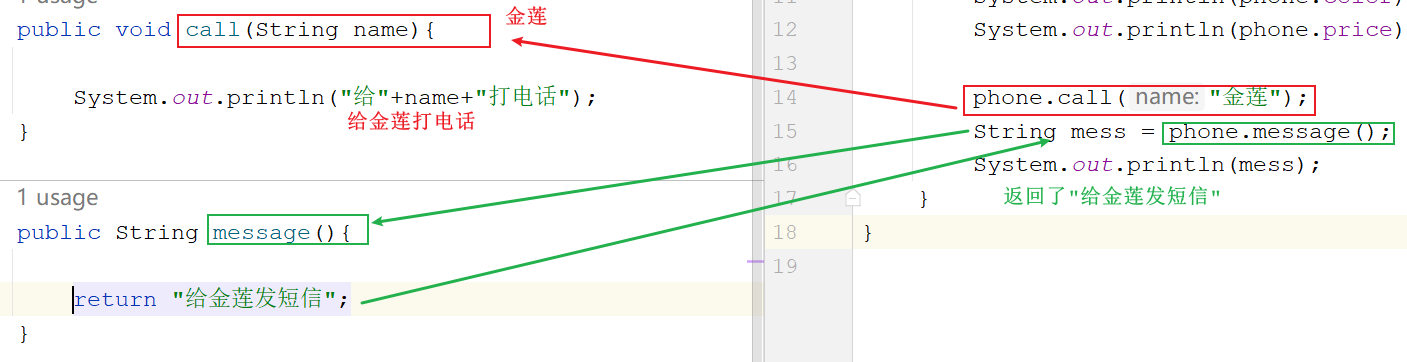 1 usage
金莲
public void call(String name){
System.out.println("给"+name+"打电话");
给金莲打电话
}
1 usage
public String message(){
return "给金莲发短信";
}
11 System.out.println(phone.color)
12 System.out.println(phone.price)
13
14 phone.call( name: "金莲");
15 String mess = phone.message();
16 System.out.println(mess);
17 }
返回了"给金莲发短信"
18 }
19